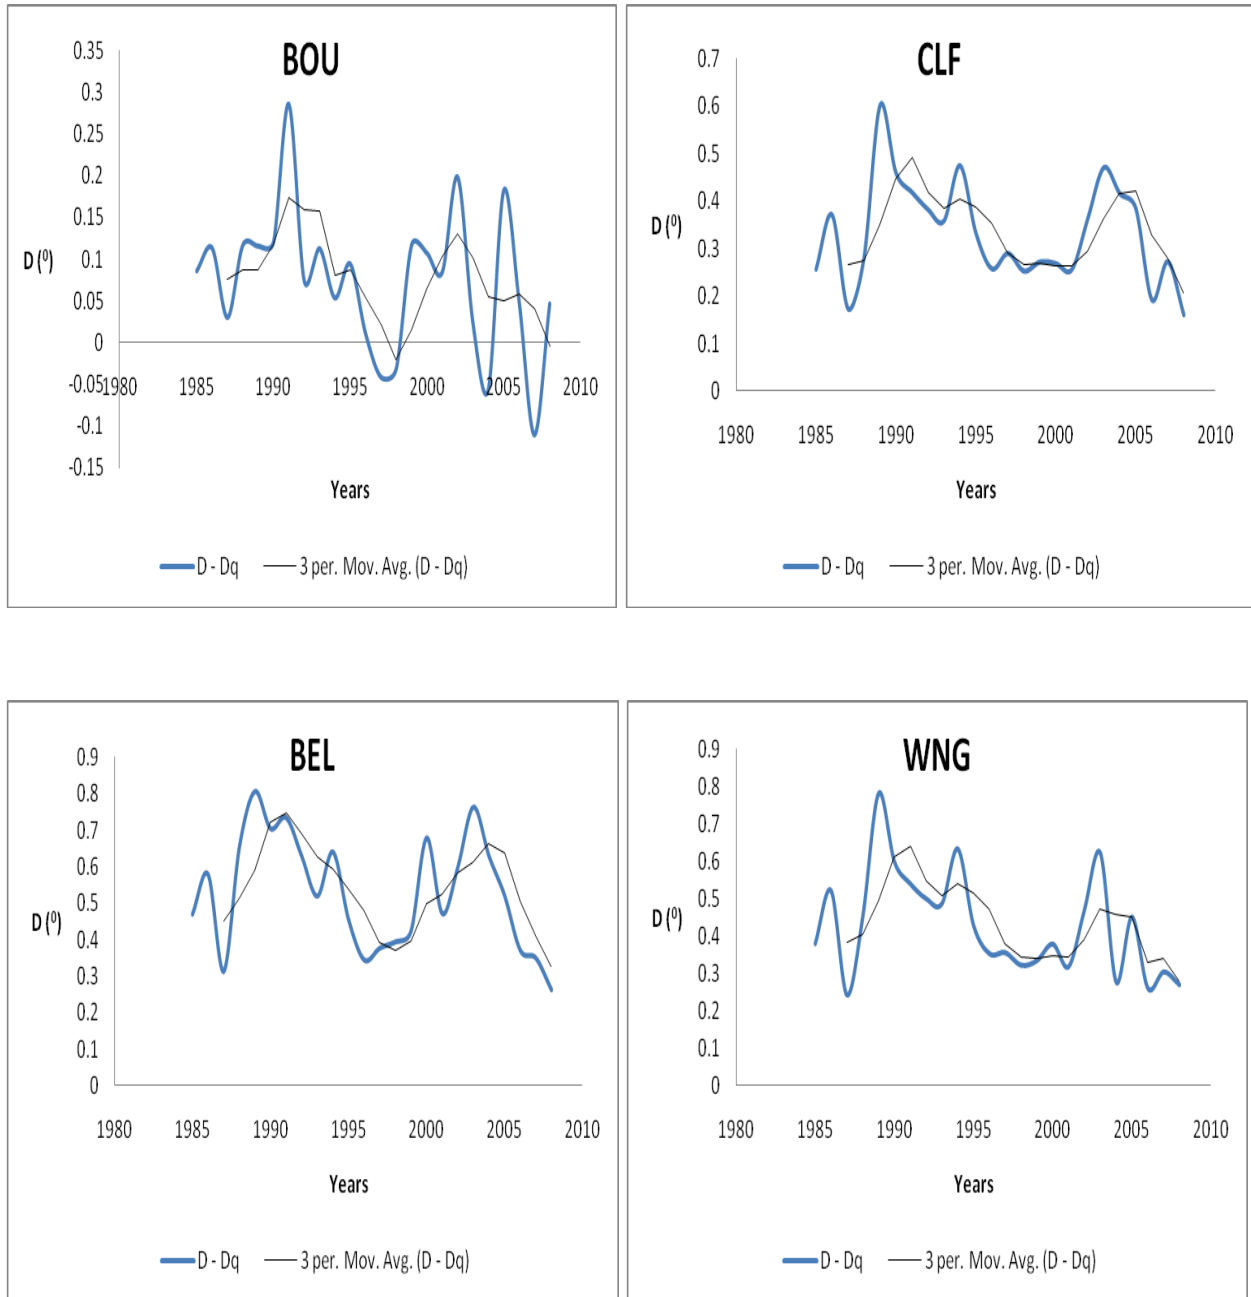 BOU
0.35
0.3
0.25
0.2
0.15
0.1
0.05
0
-0.05
-0.1
-0.15
D (⁰)
1980 1985 1990 1995 2000 2005 2010
Years
D - Dq 3 per. Mov. Avg. (D - Dq)
CLF
0.7
0.6
0.5
0.4
0.3
0.2
0.1
0
D (⁰)
1980 1985 1990 1995 2000 2005 2010
Years
D - Dq 3 per. Mov. Avg. (D - Dq)
BEL
0.9
0.8
0.7
0.6
0.5
0.4
0.3
0.2
0.1
0
D (⁰)
1980 1985 1990 1995 2000 2005 2010
Years
D - Dq 3 per. Mov. Avg. (D - Dq)
WNG
0.9
0.8
0.7
0.6
0.5
0.4
0.3
0.2
0.1
0
D (⁰)
1980 1985 1990 1995 2000 2005 2010
Years
D - Dq 3 per. Mov. Avg. (D - Dq)